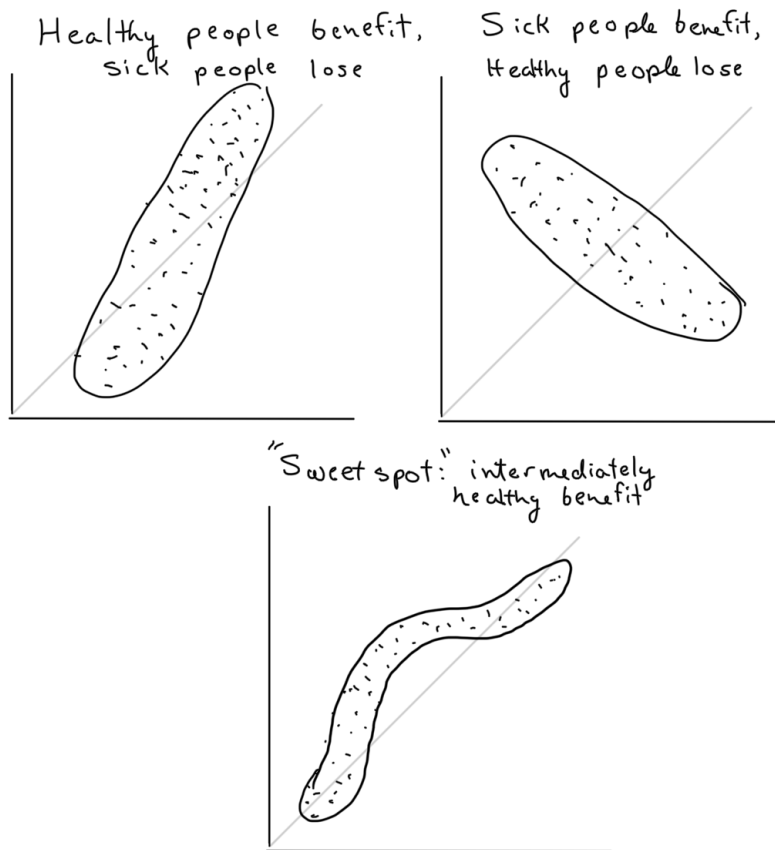 Healthy people benefit,
sick people lose
Sick people benefit,
Healthy people lose
"Sweet spot:" intermediately
healthy benefit